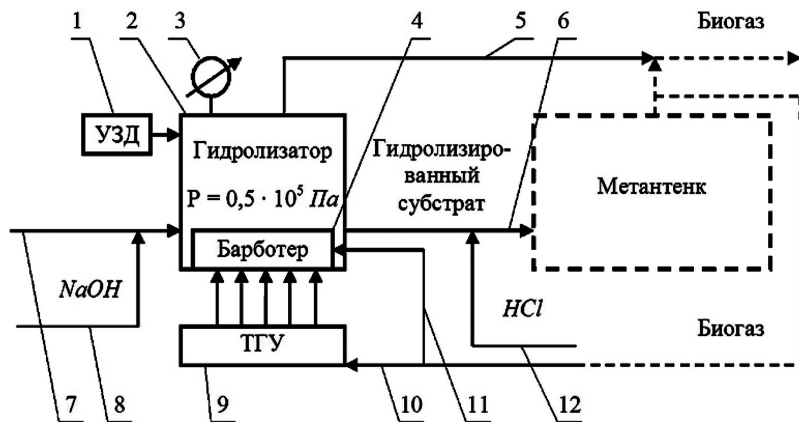 1 2 3 4 5 6 Биогаз
УЗД
Гидролизатор
P = 0,5 · 10⁵ Па
Барботер
Гидролизиро-
ванный
субстрат
Метантенк
NaOH
ТГУ
HCl
Биогаз
7 8 9 10 11 12